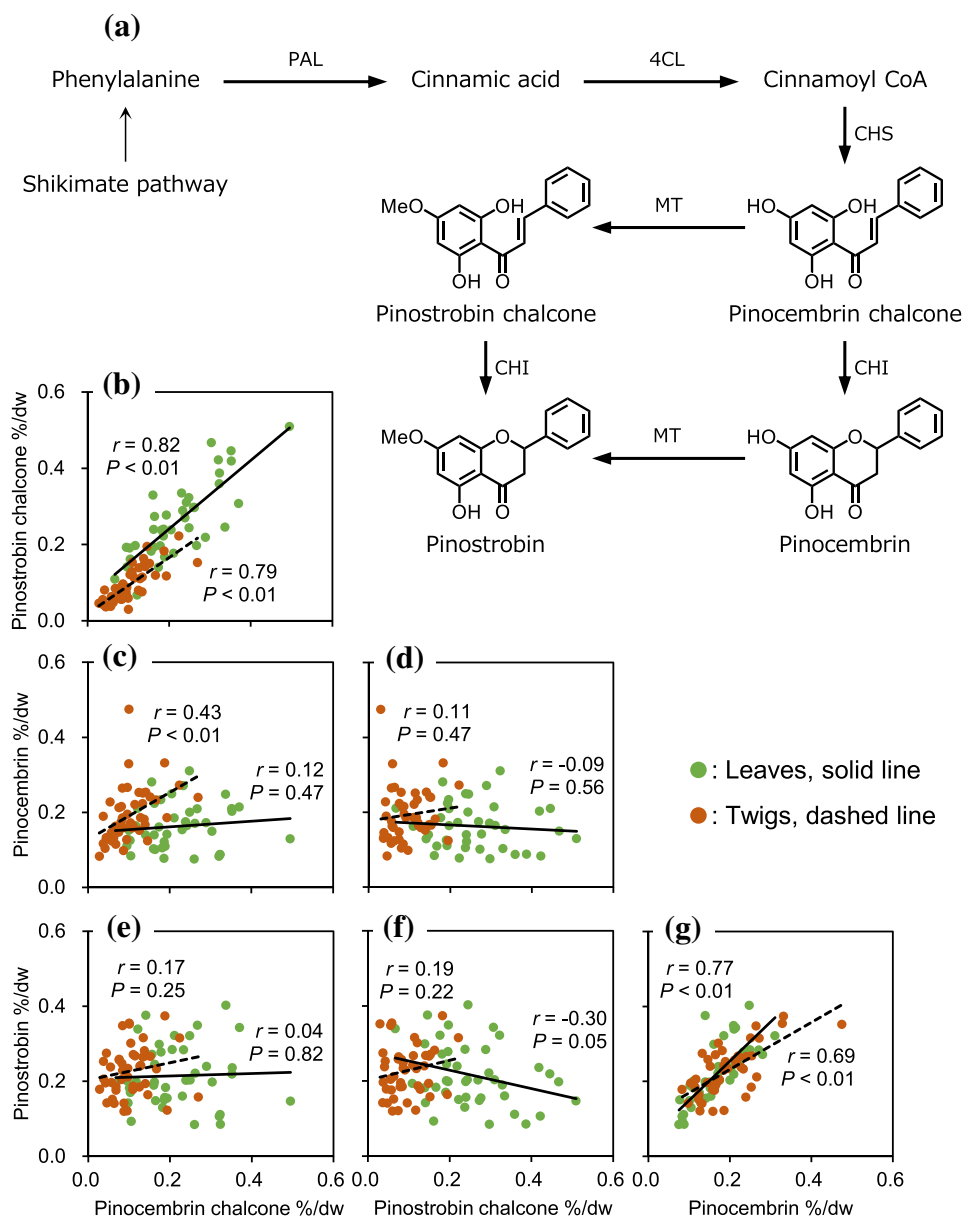 (a)
Phenylalanine
PAL
Cinnamic acid
4CL
Cinnamoyl CoA
Shikimate pathway
CHS
MeO
OH
OH
O
Pinostrobin chalcone
MT
HO
OH
OH
O
Pinocembrin chalcone
CHI
CHI
MeO
O
OH
O
Pinostrobin
MT
HO
O
OH
O
Pinocembrin
(b)
Pinostrobin chalcone %/dw
0.6
0.4
0.2
0.0
r = 0.82
P < 0.01
r = 0.79
P < 0.01
(c)
Pinocembrin %/dw
0.6
0.4
0.2
0.0
r = 0.43
P < 0.01
r = 0.12
P = 0.47
(d)
r = 0.11
P = 0.47
r = -0.09
P = 0.56
: Leaves, solid line
: Twigs, dashed line
(e)
Pinostrobin %/dw
0.6
0.4
0.2
0.0
r = 0.17
P = 0.25
r = 0.04
P = 0.82
0.0 0.2 0.4 0.6
Pinocembrin chalcone %/dw
(f)
r = 0.19
P = 0.22
r = -0.30
P = 0.05
0.0 0.2 0.4 0.6
Pinostrobin chalcone %/dw
(g)
r = 0.77
P < 0.01
r = 0.69
P < 0.01
0.0 0.2 0.4 0.6
Pinocembrin %/dw